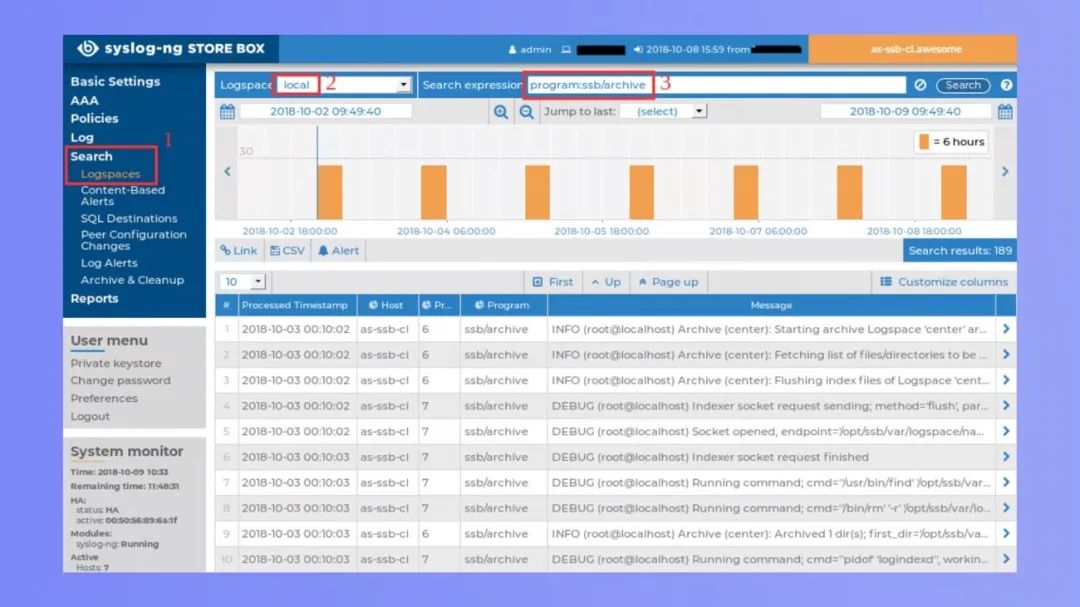 syslog-ng STORE BOX
admin
2018-10-08 15:59 from
as-ssb-cl.awesome
Basic Settings
AAA
Policies
Log
1
Search
Logspaces
Content-Based
Alerts
SQL Destinations
Peer Configuration
Changes
Log Alerts
Archive & Cleanup
Reports
User menu
Private keystore
Change password
Preferences
Logout
System monitor
Time: 2018-10-09 10:33
Remaining time: 11:48:31
HA:
status: HA
active: 00:50:56:89:6a:1f
Modules:
syslog-ng: Running
Active
Hosts: 7
Logspace local 2 Search expression program:ssb/archive 3 Search ?
2018-10-02 09:49:40 Jump to last: (select) 2018-10-09 09:49:40
30
= 6 hours
2018-10-02 18:00:00 2018-10-04 06:00:00 2018-10-05 18:00:00 2018-10-07 06:00:00 2018-10-08 18:00:00
Link CSV Alert Search results: 189
10 First Up Page up Customize columns
# Processed Timestamp Host Pr... Program Message
1 2018-10-03 00:10:02 as-ssb-cl 6 ssb/archive INFO (root@localhost) Archive (center): Starting archive Logspace 'center' ar...
2 2018-10-03 00:10:02 as-ssb-cl 6 ssb/archive INFO (root@localhost) Archive (center): Fetching list of files/directories to be ...
3 2018-10-03 00:10:02 as-ssb-cl 6 ssb/archive INFO (root@localhost) Archive (center): Flushing index files of Logspace 'cent...
4 2018-10-03 00:10:02 as-ssb-cl 7 ssb/archive DEBUG (root@localhost) Indexer socket request sending; method='flush', par...
5 2018-10-03 00:10:02 as-ssb-cl 7 ssb/archive DEBUG (root@localhost) Socket opened, endpoint='/opt/ssb/var/logspace/na...
6 2018-10-03 00:10:03 as-ssb-cl 7 ssb/archive DEBUG (root@localhost) Indexer socket request finished
7 2018-10-03 00:10:03 as-ssb-cl 7 ssb/archive DEBUG (root@localhost) Running command; cmd="'/usr/bin/find' '/opt/ssb/var...
8 2018-10-03 00:10:03 as-ssb-cl 7 ssb/archive DEBUG (root@localhost) Running command; cmd="'/bin/rm' '-r' '/opt/ssb/var/lo...
9 2018-10-03 00:10:03 as-ssb-cl 6 ssb/archive INFO (root@localhost) Archive (center): Archived 1 dir(s); first_dir='/opt/ssb/va...
10 2018-10-03 00:10:03 as-ssb-cl 7 ssb/archive DEBUG (root@localhost) Running command; cmd="'pidof' 'logindexd'", workin...